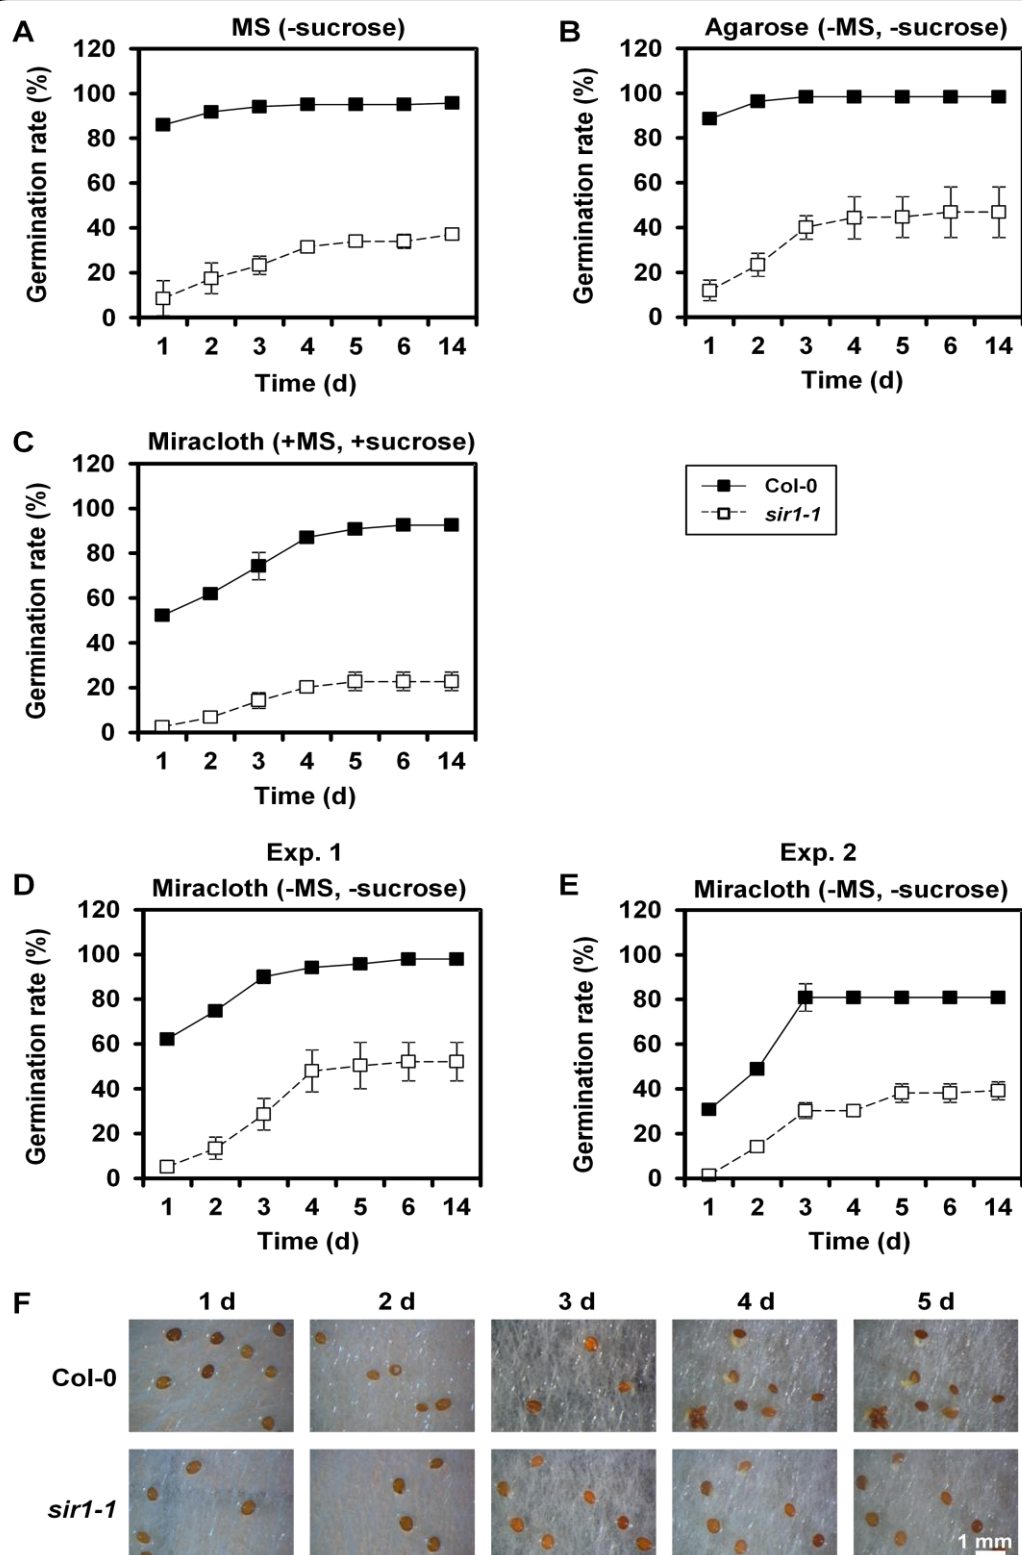 A
MS (-sucrose)
120
100
80
60
40
20
0
Germination rate (%)
1 2 3 4 5 6 14
Time (d)
B
Agarose (-MS, -sucrose)
120
100
80
60
40
20
0
Germination rate (%)
1 2 3 4 5 6 14
Time (d)
C
Miracloth (+MS, +sucrose)
120
100
80
60
40
20
0
Germination rate (%)
1 2 3 4 5 6 14
Time (d)
Col-0
sir1-1
Exp. 1
D
Miracloth (-MS, -sucrose)
120
100
80
60
40
20
0
Germination rate (%)
1 2 3 4 5 6 14
Time (d)
Exp. 2
E
Miracloth (-MS, -sucrose)
120
100
80
60
40
20
0
Germination rate (%)
1 2 3 4 5 6 14
Time (d)
F
1 d 2 d 3 d 4 d 5 d
Col-0
sir1-1
1 mm